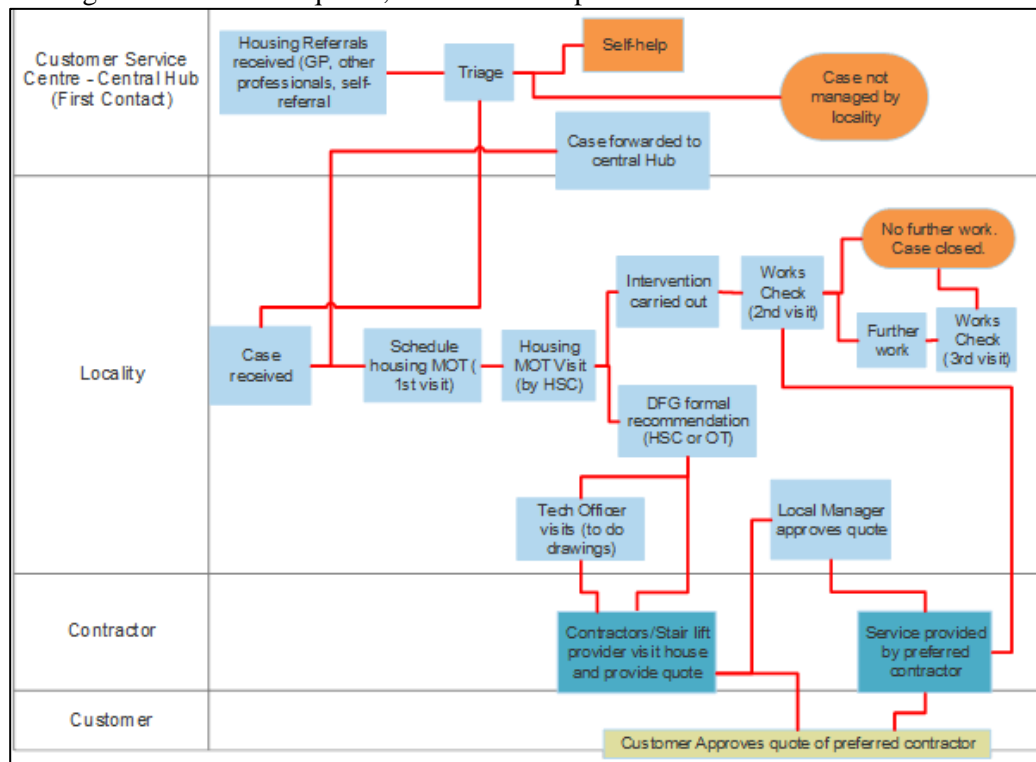 Customer Service
Centre - Central Hub
(First Contact)
Housing Referrals
received (GP, other
professionals, self-
referral
Triage
Self-help
Case not
managed by
locality
Case forwarded to
central Hub
Locality
Case
received
Schedule
housing MOT (
1st visit)
Housing
MOT Visit
(by HSC)
Intervention
carried out
Works
Check
(2nd visit)
No further work.
Case closed.
Further
work
Works
Check
(3rd visit)
DFG formal
recommendation
(HSC or OT)
Tech Officer
visits (to do
drawings)
Local Manager
approves quote
Contractor
Contractors/Stair lift
provider visit house
and provide quote
Service provided
by preferred
contractor
Customer
Customer Approves quote of preferred contractor